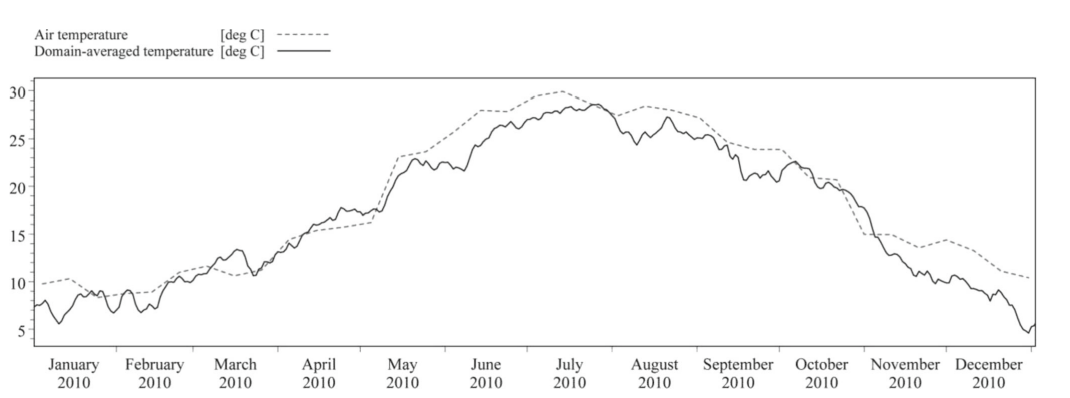 Air temperature [deg C]
Domain-averaged temperature [deg C]
30
25
20
15
10
5
January February March April May June July August September October November December
2010 2010 2010 2010 2010 2010 2010 2010 2010 2010 2010 2010